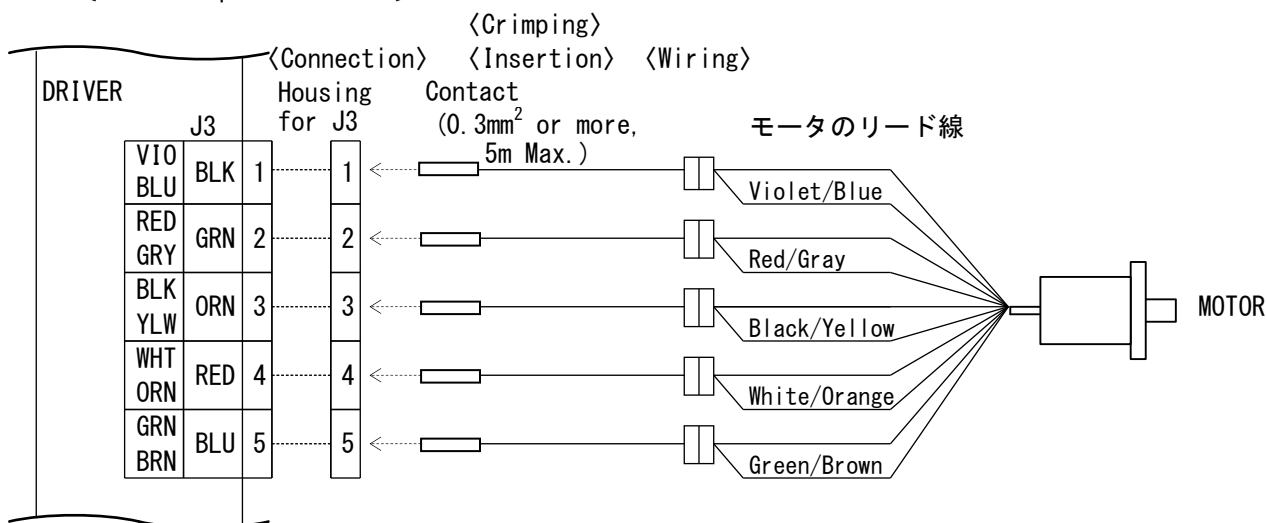 〈Crimping〉
〈Connection〉 〈Insertion〉 〈Wiring〉
DRIVER
Housing
for J3
Contact
(0.3mm² or more,
5m Max.)
モータのリード線
J3
VIO
BLU
BLK
1
1
Violet/Blue
RED
GRY
GRN
2
2
Red/Gray
BLK
YLW
ORN
3
3
Black/Yellow
MOTOR
WHT
ORN
RED
4
4
White/Orange
GRN
BRN
BLU
5
5
Green/Brown